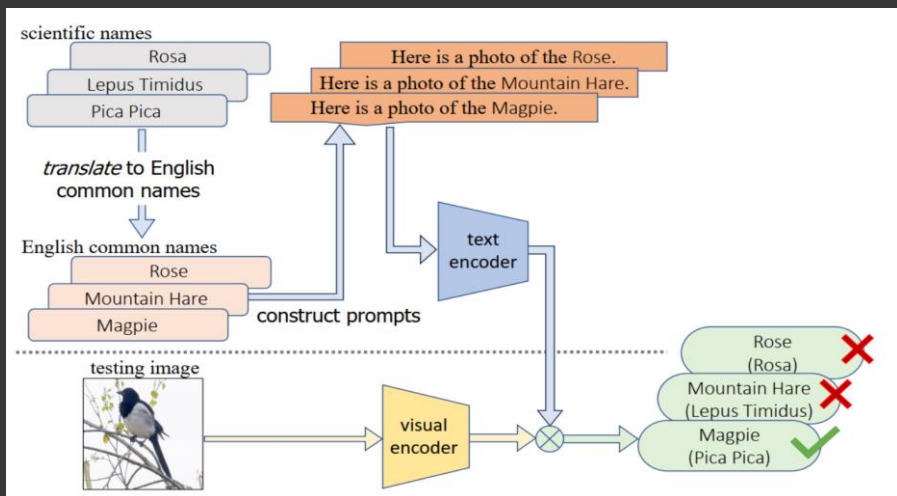 scientific names
Rosa
Lepus Timidus
Pica Pica
translate to English
common names
English common names
Rose
Mountain Hare
Magpie
Here is a photo of the Rose.
Here is a photo of the Mountain Hare.
Here is a photo of the Magpie.
construct prompts
text
encoder
testing image
visual
encoder
Rose
(Rosa)
Mountain Hare
(Lepus Timidus)
Magpie
(Pica Pica)